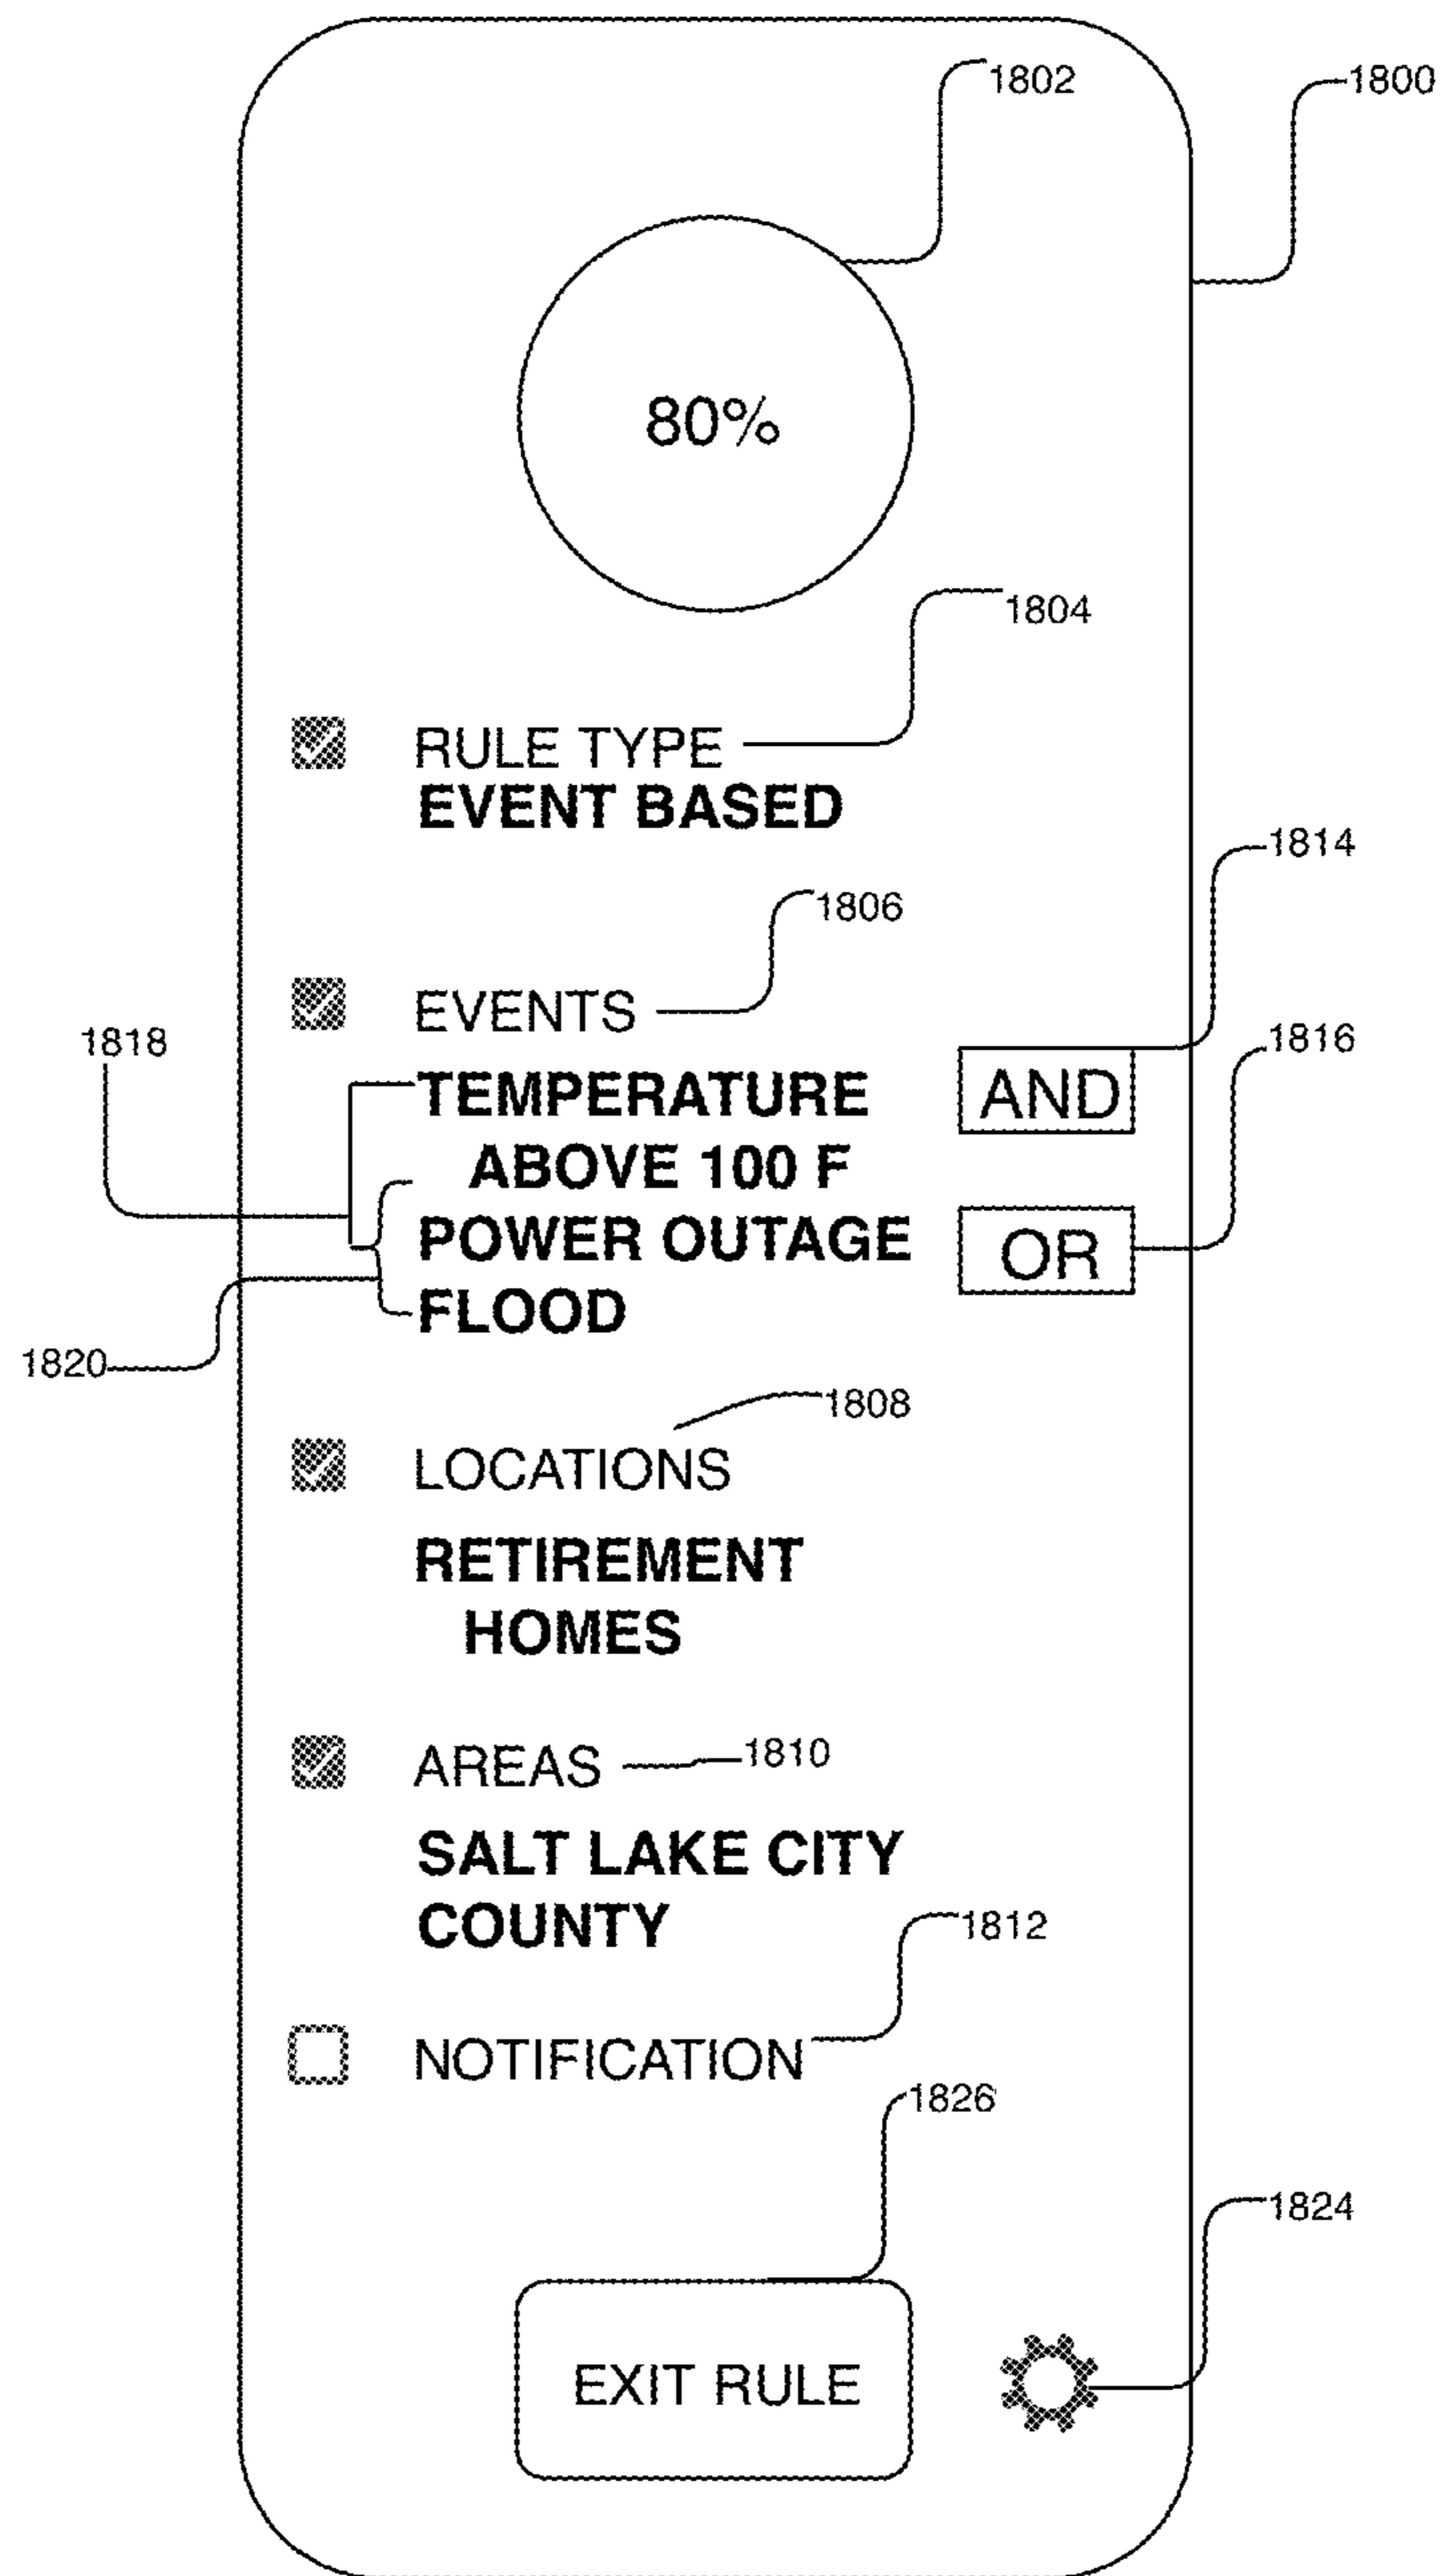 1802
1800
80%
1804
RULE TYPE
EVENT BASED
1814
1806
EVENTS
1818
1816
TEMPERATURE
AND
ABOVE 100 F
POWER OUTAGE
OR
FLOOD
1820
1808
LOCATIONS
RETIREMENT
HOMES
AREAS
1810
SALT LAKE CITY
COUNTY
1812
NOTIFICATION
1826
1824
EXIT RULE